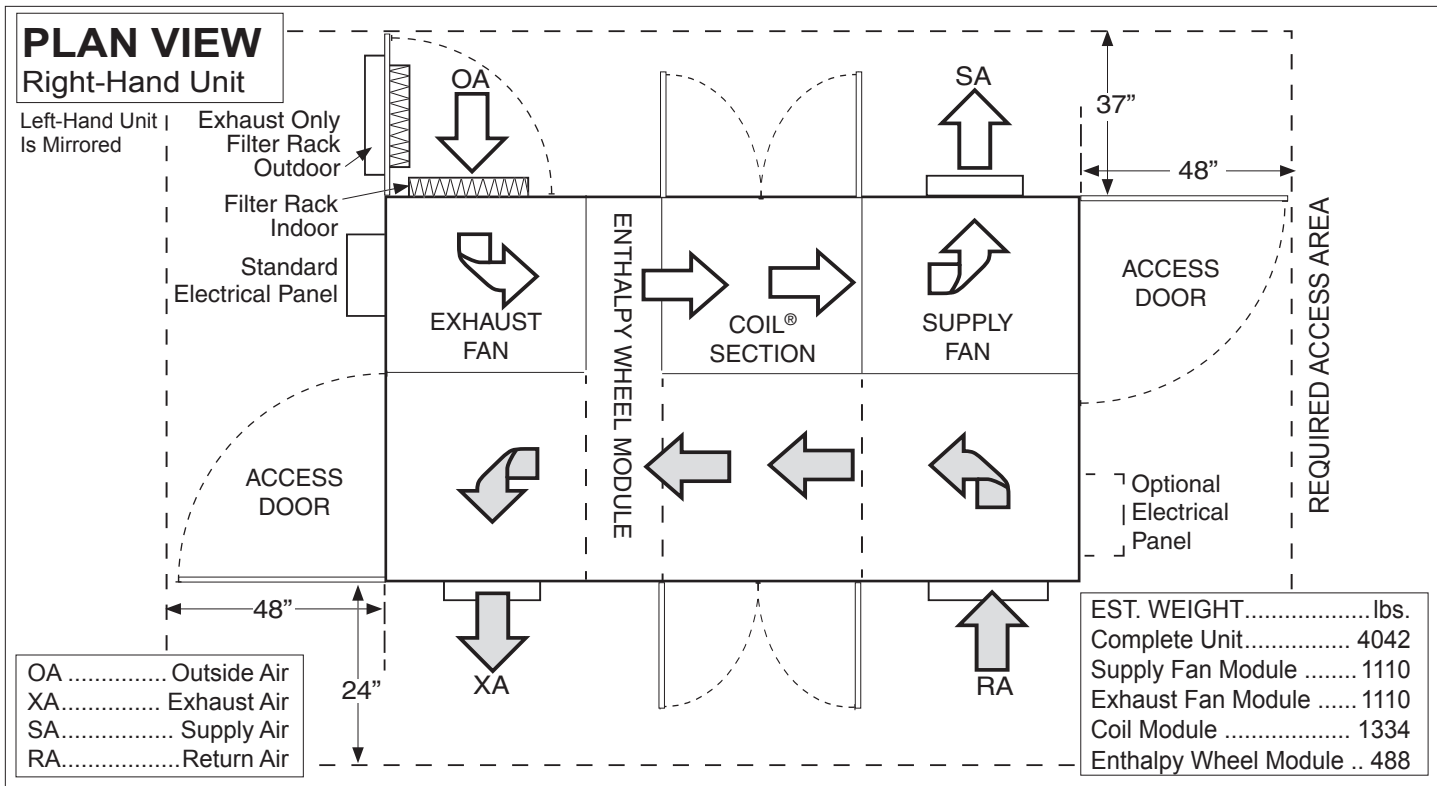 PLAN VIEW
Right-Hand Unit
Left-Hand Unit
Is Mirrored
Exhaust Only
Filter Rack
Outdoor
Filter Rack
Indoor
Standard
Electrical Panel
OA
SA
37”
48”
EXHAUST
FAN
ENTHALPY WHEEL MODULE
COIL®
SECTION
SUPPLY
FAN
ACCESS
DOOR
REQUIRED ACCESS AREA
ACCESS
DOOR
Optional
Electrical
Panel
48”
24”
XA
RA
OA ............... Outside Air
XA............... Exhaust Air
SA................. Supply Air
RA..................Return Air
EST. WEIGHT...................lbs.
Complete Unit................ 4042
Supply Fan Module ........ 1110
Exhaust Fan Module ...... 1110
Coil Module ................... 1334
Enthalpy Wheel Module .. 488